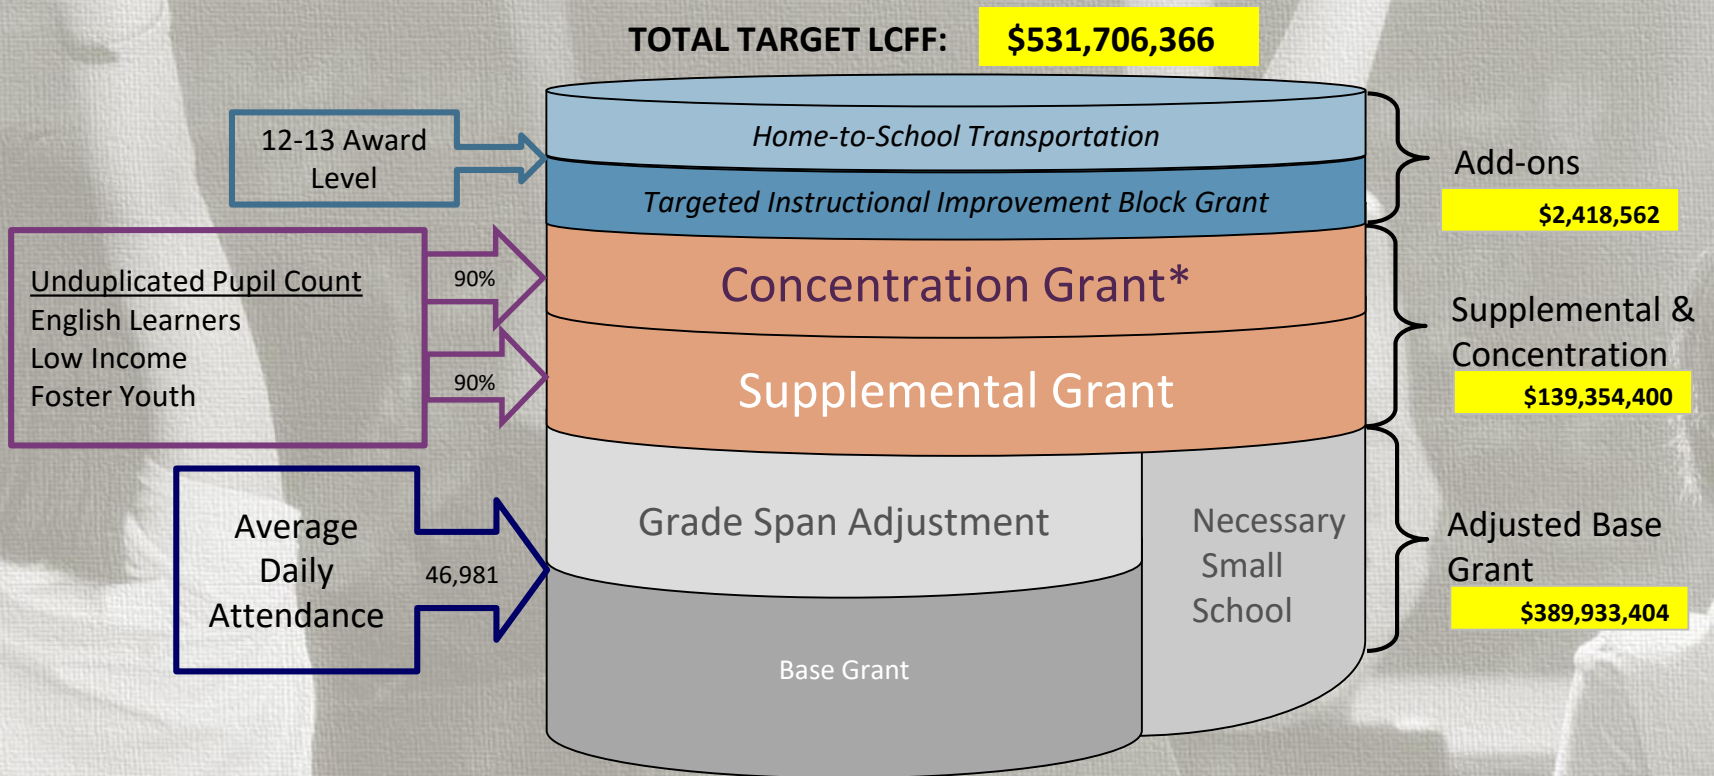 TOTAL TARGET LCFF: $531,706,366
12-13 Award
Level
Home-to-School Transportation
Targeted Instructional Improvement Block Grant
Add-ons
$2,418,562
Unduplicated Pupil Count
English Learners
Low Income
Foster Youth
90%
90%
Concentration Grant*
Supplemental Grant
Supplemental &
Concentration
$139,354,400
Average
Daily
Attendance
46,981
Grade Span Adjustment
Base Grant
Necessary
Small
School
Adjusted Base
Grant
$389,933,404